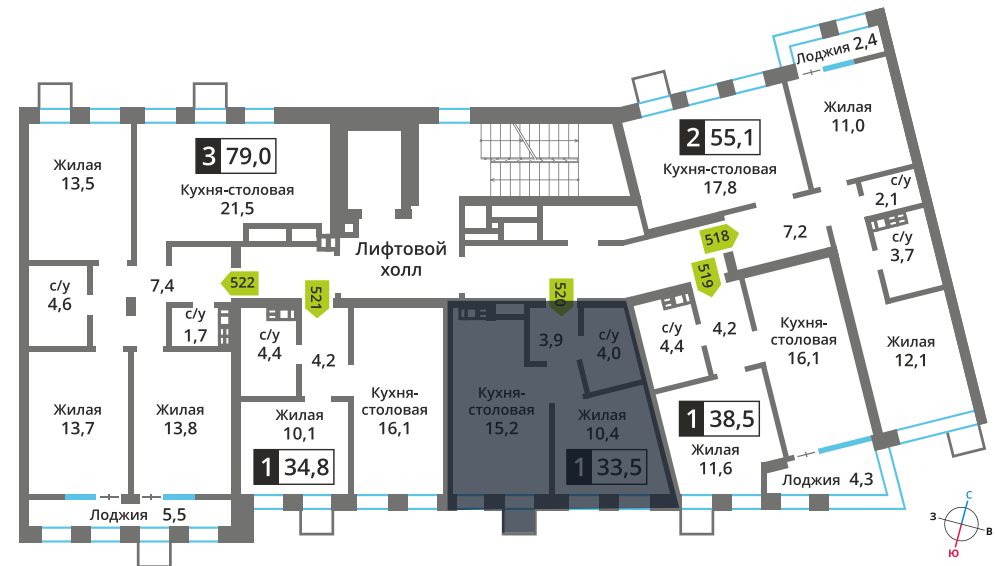 Лоджия 2,4
Жилая
11,0
2 55,1
Кухня-столовая
17,8
с/у
2,1
7,2
с/у
3,7
518
519
Жилая
12,1
3 79,0
Кухня-столовая
21,5
Жилая
13,5
Лифтовой
холл
с/у
4,6
7,4
522
с/у
1,7
521
520
Жилая
13,7
Жилая
13,8
Лоджия 5,5
с/у
4,4
4,2
Кухня-
столовая
16,1
Жилая
10,1
1 34,8
3,9
с/у
4,0
Кухня-
столовая
15,2
Жилая
10,4
1 33,5
с/у
4,4
4,2
Кухня-
столовая
16,1
1 38,5
Жилая
11,6
Лоджия 4,3
С
З
В
Ю